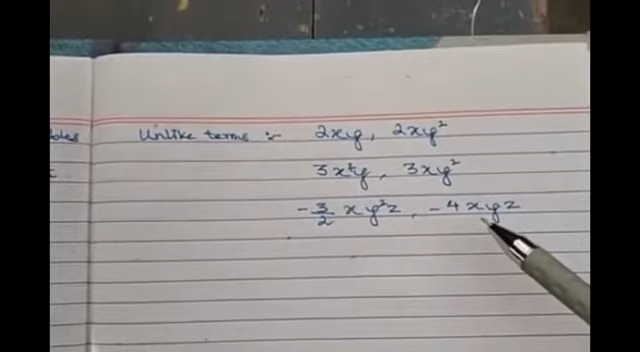 Unlike terms :- 2xy, 2xy²
3x²y, 3xy²
-3/2 xy²z, -4xyz